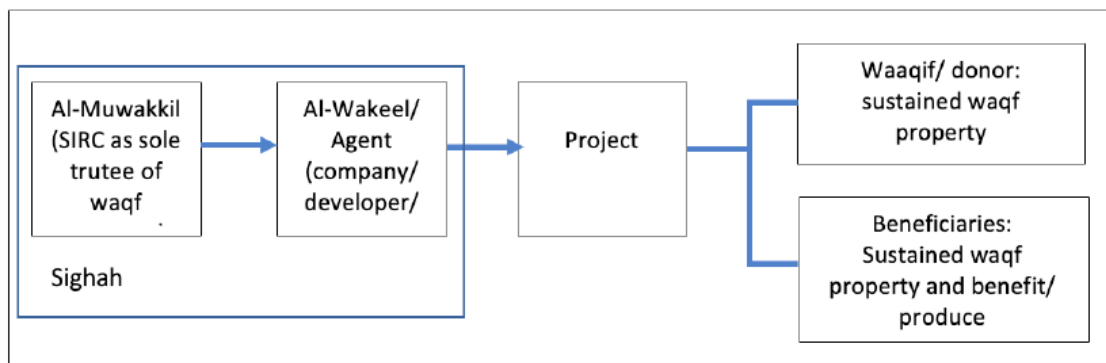 Al-Muwakkil
(SIRC as sole
trutee of
waqf
.
Sighah
Al-Wakeel/
Agent
(company/
developer/
Project
Waaqif/ donor:
sustained waqf
property
Beneficiaries:
Sustained waqf
property and benefit/
produce